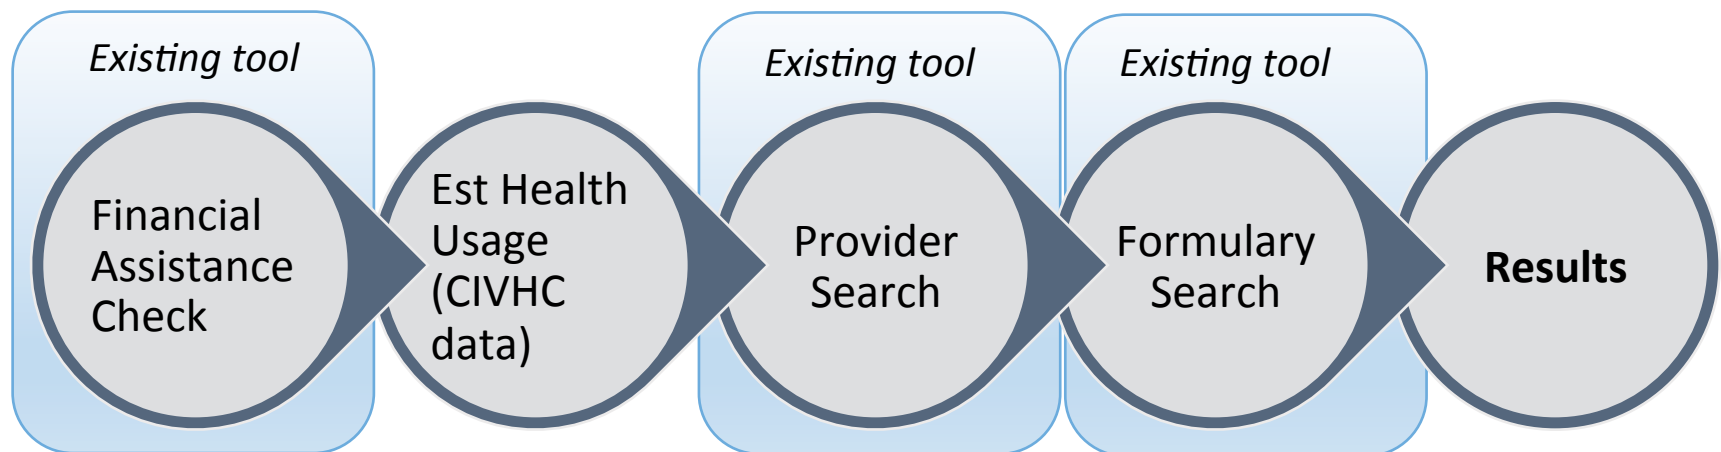 Existing tool
Financial
Assistance
Check
Est Health
Usage
(CIVHC
data)
Existing tool
Provider
Search
Existing tool
Formulary
Search
Results